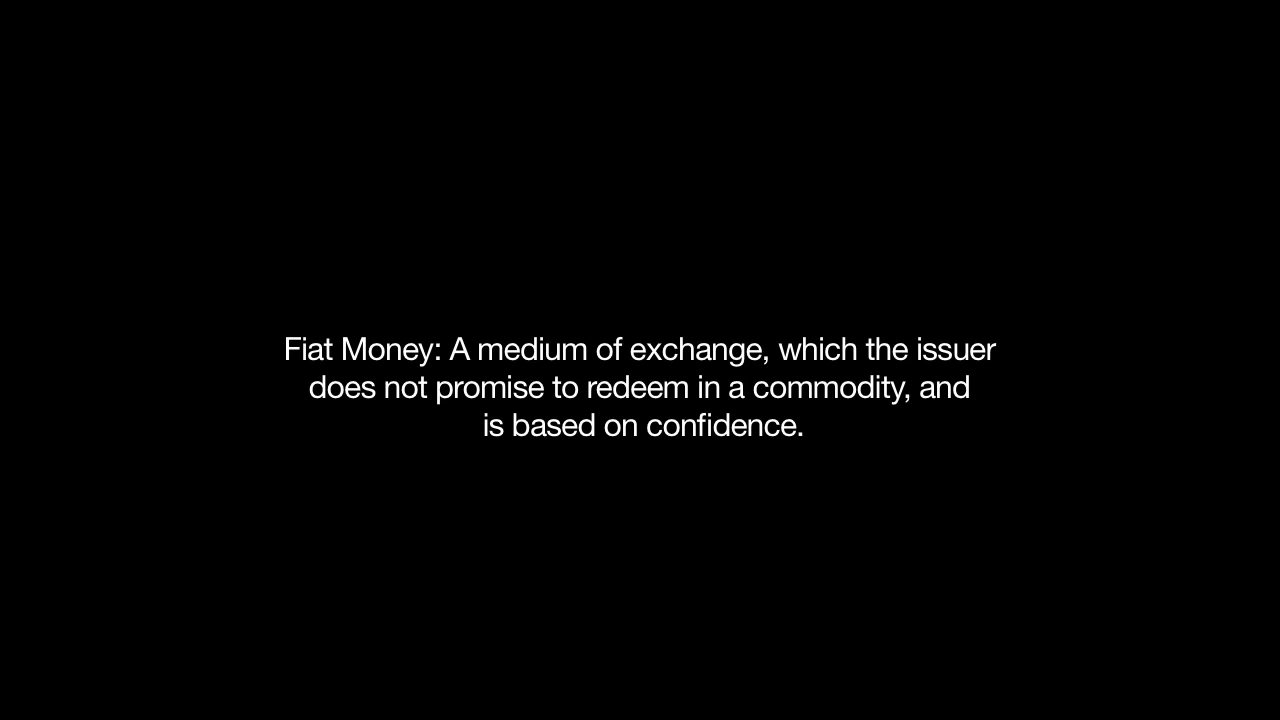 Fiat Money: A medium of exchange, which the issuer
does not promise to redeem in a commodity, and
is based on confidence.